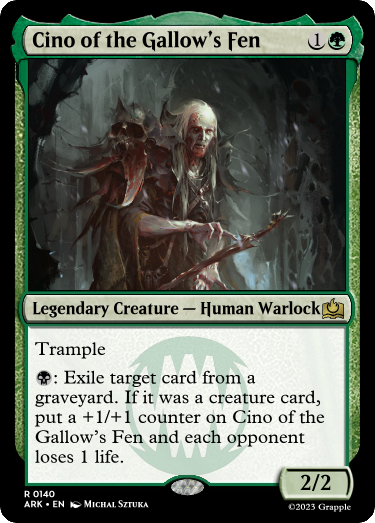 Cino of the Gallow's Fen 1
Legendary Creature — Human Warlock
Trample
: Exile target card from a
graveyard. If it was a creature card,
put a +1/+1 counter on Cino of the
Gallow's Fen and each opponent
loses 1 life.
2/2
R 0140
ARK • EN Michal Sztuka
©2023 Grapple